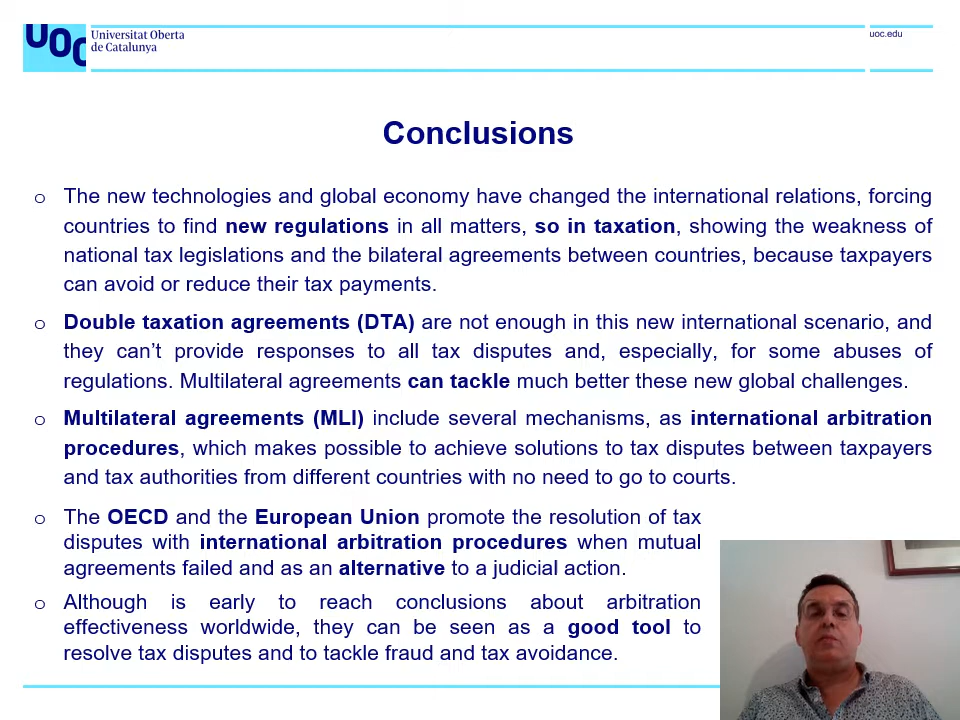 UOC
Universitat Oberta
de Catalunya
uoc.edu
Conclusions
o The new technologies and global economy have changed the international relations, forcing
countries to find new regulations in all matters, so in taxation, showing the weakness of
national tax legislations and the bilateral agreements between countries, because taxpayers
can avoid or reduce their tax payments.
o Double taxation agreements (DTA) are not enough in this new international scenario, and
they can’t provide responses to all tax disputes and, especially, for some abuses of
regulations. Multilateral agreements can tackle much better these new global challenges.
o Multilateral agreements (MLI) include several mechanisms, as international arbitration
procedures, which makes possible to achieve solutions to tax disputes between taxpayers
and tax authorities from different countries with no need to go to courts.
o The OECD and the European Union promote the resolution of tax
disputes with international arbitration procedures when mutual
agreements failed and as an alternative to a judicial action.
o Although is early to reach conclusions about arbitration
effectiveness worldwide, they can be seen as a good tool to
resolve tax disputes and to tackle fraud and tax avoidance.